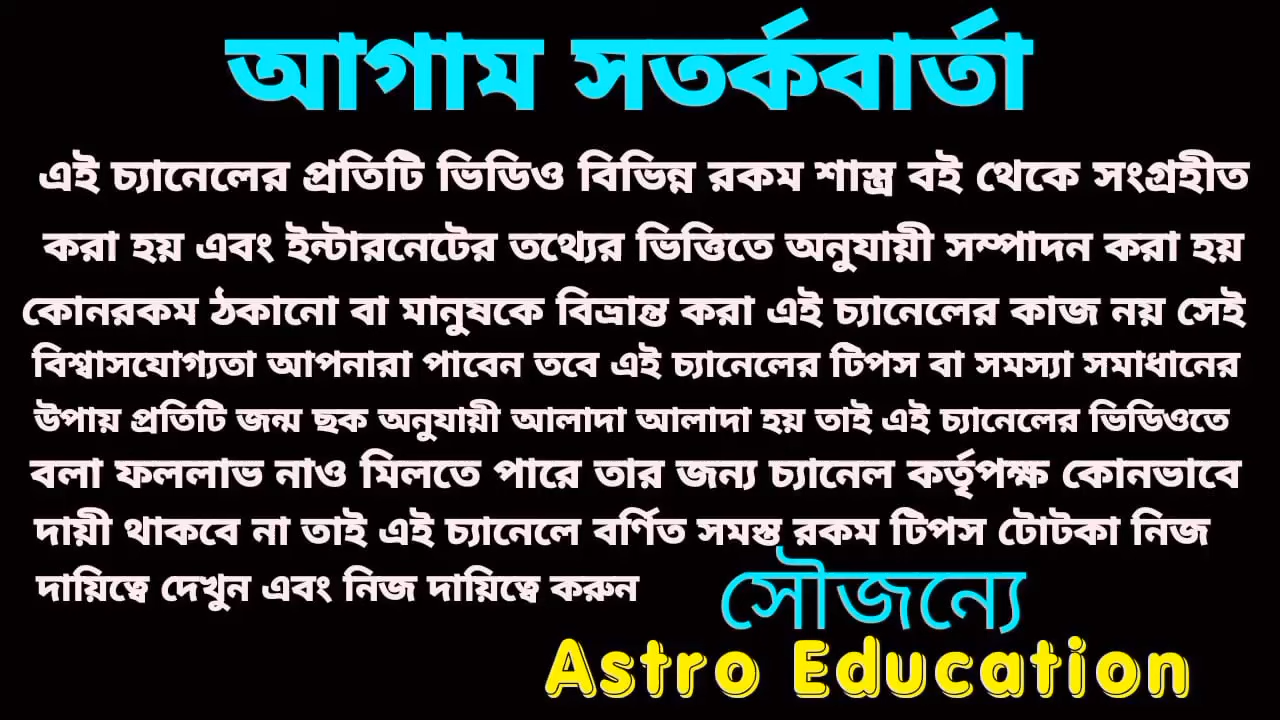 আগাম সতর্কবার্তা
এই চ্যানেলের প্রতিটি ভিডিও বিভিন্ন রকম শাস্ত্র বই থেকে সংগ্রহীত
করা হয় এবং ইন্টারনেটের তথ্যের ভিত্তিতে অনুযায়ী সম্পাদন করা হয়
কোনরকম ঠকানো বা মানুষকে বিভ্রান্ত করা এই চ্যানেলের কাজ নয় সেই
বিশ্বাসযোগ্যতা আপনারা পাবেন তবে এই চ্যানেলের টিপস বা সমস্যা সমাধানের
উপায় প্রতিটি জন্ম ছক অনুযায়ী আলাদা আলাদা হয় তাই এই চ্যানেলের ভিডিওতে
বলা ফললাভ নাও মিলতে পারে তার জন্য চ্যানেল কর্তৃপক্ষ কোনভাবে
দায়ী থাকবে না তাই এই চ্যানেলে বর্ণিত সমস্ত রকম টিপস টোটকা নিজ
দায়িত্বে দেখুন এবং নিজ দায়িত্বে করুন
সৌজন্যে
Astro Education